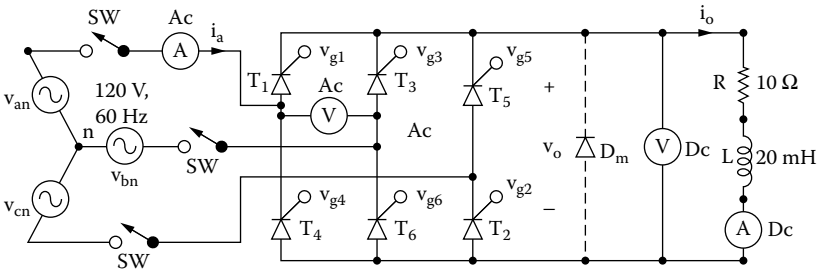 SW
Ac
A
i_a
v_an
n
120 V,
60 Hz
v_bn
SW
v_cn
SW
T_1
v_g1
T_3
v_g3
T_5
v_g5
Ac
V
Ac
T_4
v_g4
T_6
v_g6
T_2
v_g2
+
v_o
−
D_m
V
Dc
i_o
R
10 Ω
L
20 mH
A
Dc